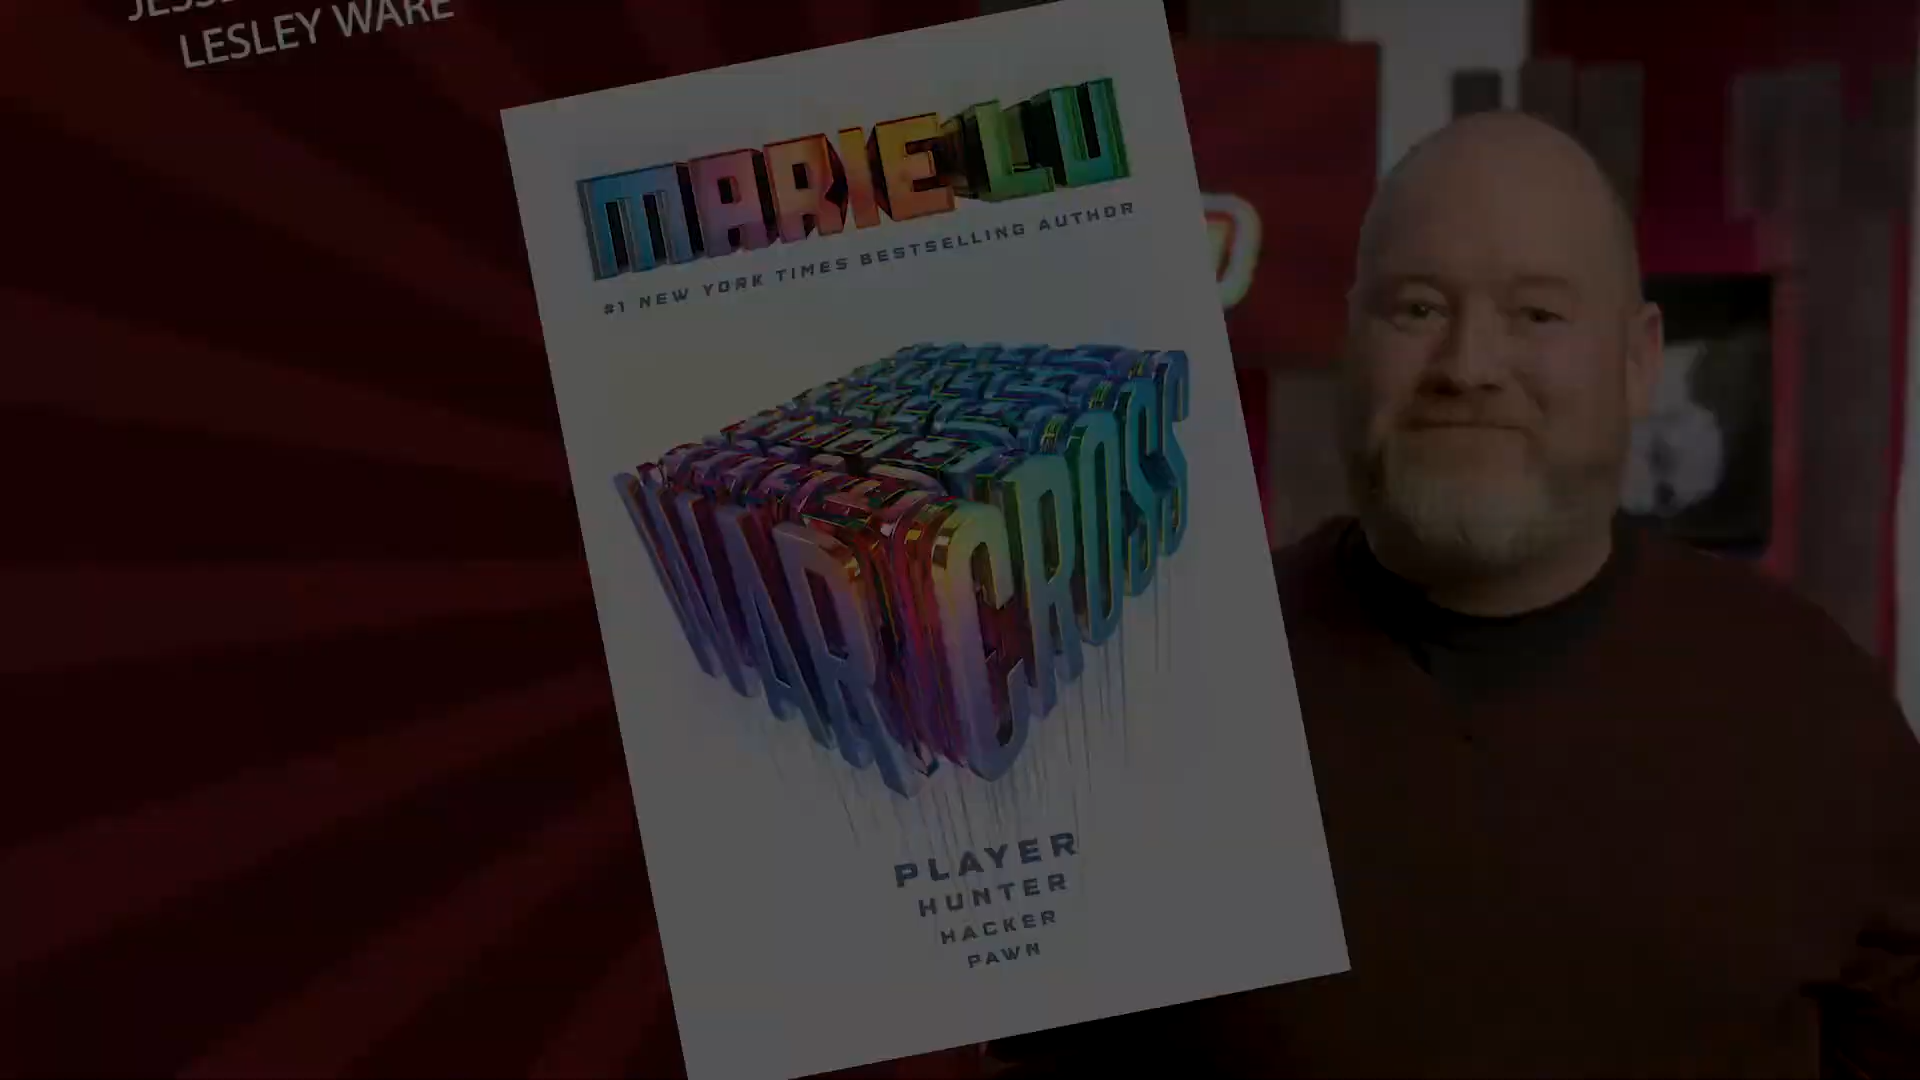 LESLEY WARE
MARIE LU
#1 NEW YORK TIMES BESTSELLING AUTHOR
WARCROSS
PLAYER
HUNTER
HACKER
PAWN